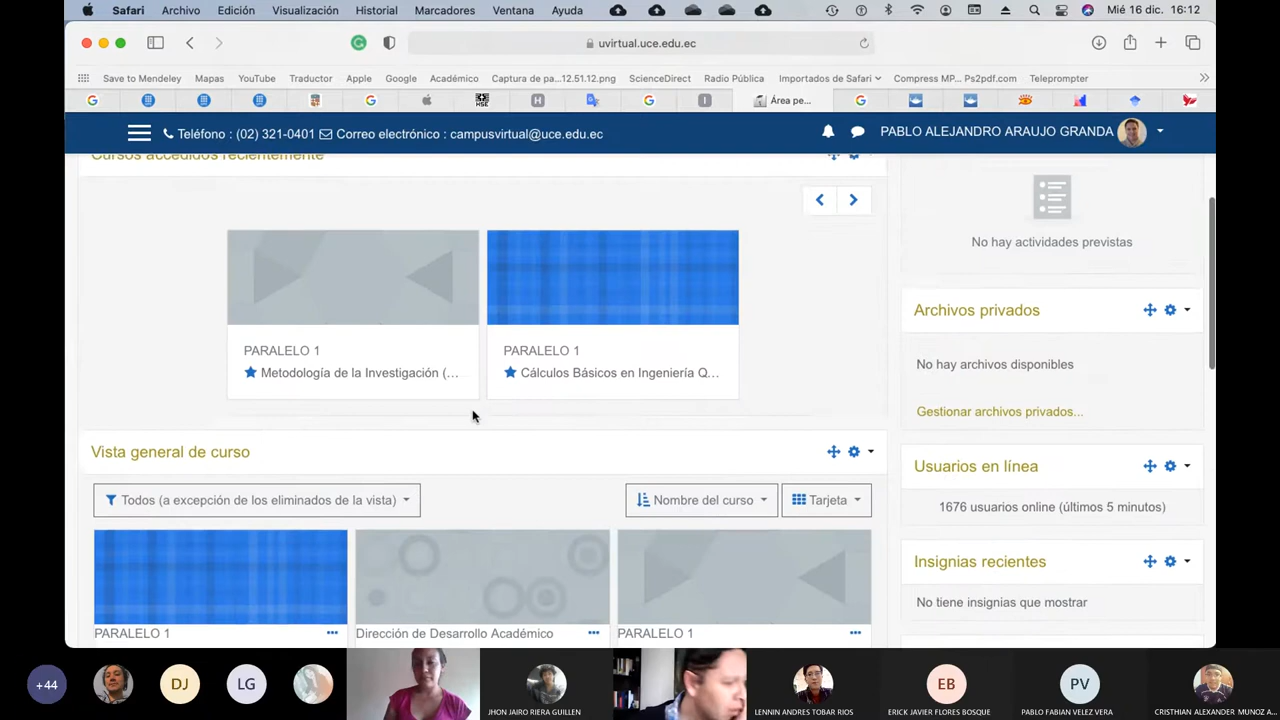 Safari Archivo Edición Visualización Historial Marcadores Ventana Ayuda Mié 16 dic. 16:12
uvirtual.uce.edu.ec
Save to Mendeley Mapas YouTube Traductor Apple Google Académico Captura de pa...12.51.12.png ScienceDirect Radio Pública Importados de Safari Compress MP... Ps2pdf.com Teleprompter
HSE H I Área pe...
Teléfono : (02) 321-0401 Correo electrónico : campusvirtual@uce.edu.ec PABLO ALEJANDRO ARAUJO GRANDA
Cursos accedidos recientemente
No hay actividades previstas
Archivos privados
PARALELO 1 PARALELO 1
Metodología de la Investigación (... Cálculos Básicos en Ingeniería Q...
No hay archivos disponibles
Gestionar archivos privados...
Vista general de curso
Usuarios en línea
Todos (a excepción de los eliminados de la vista) Nombre del curso Tarjeta
1676 usuarios online (últimos 5 minutos)
Insignias recientes
No tiene insignias que mostrar
PARALELO 1 Dirección de Desarrollo Académico PARALELO 1
+44 DJ LG EB PV
JHON JAIRO RIERA GUILLEN LENNIN ANDRES TOBAR RIOS ERICK JAVIER FLORES BOSQUE PABLO FABIAN VELEZ VERA CRISTHIAN ALEXANDER MUNOZ A...